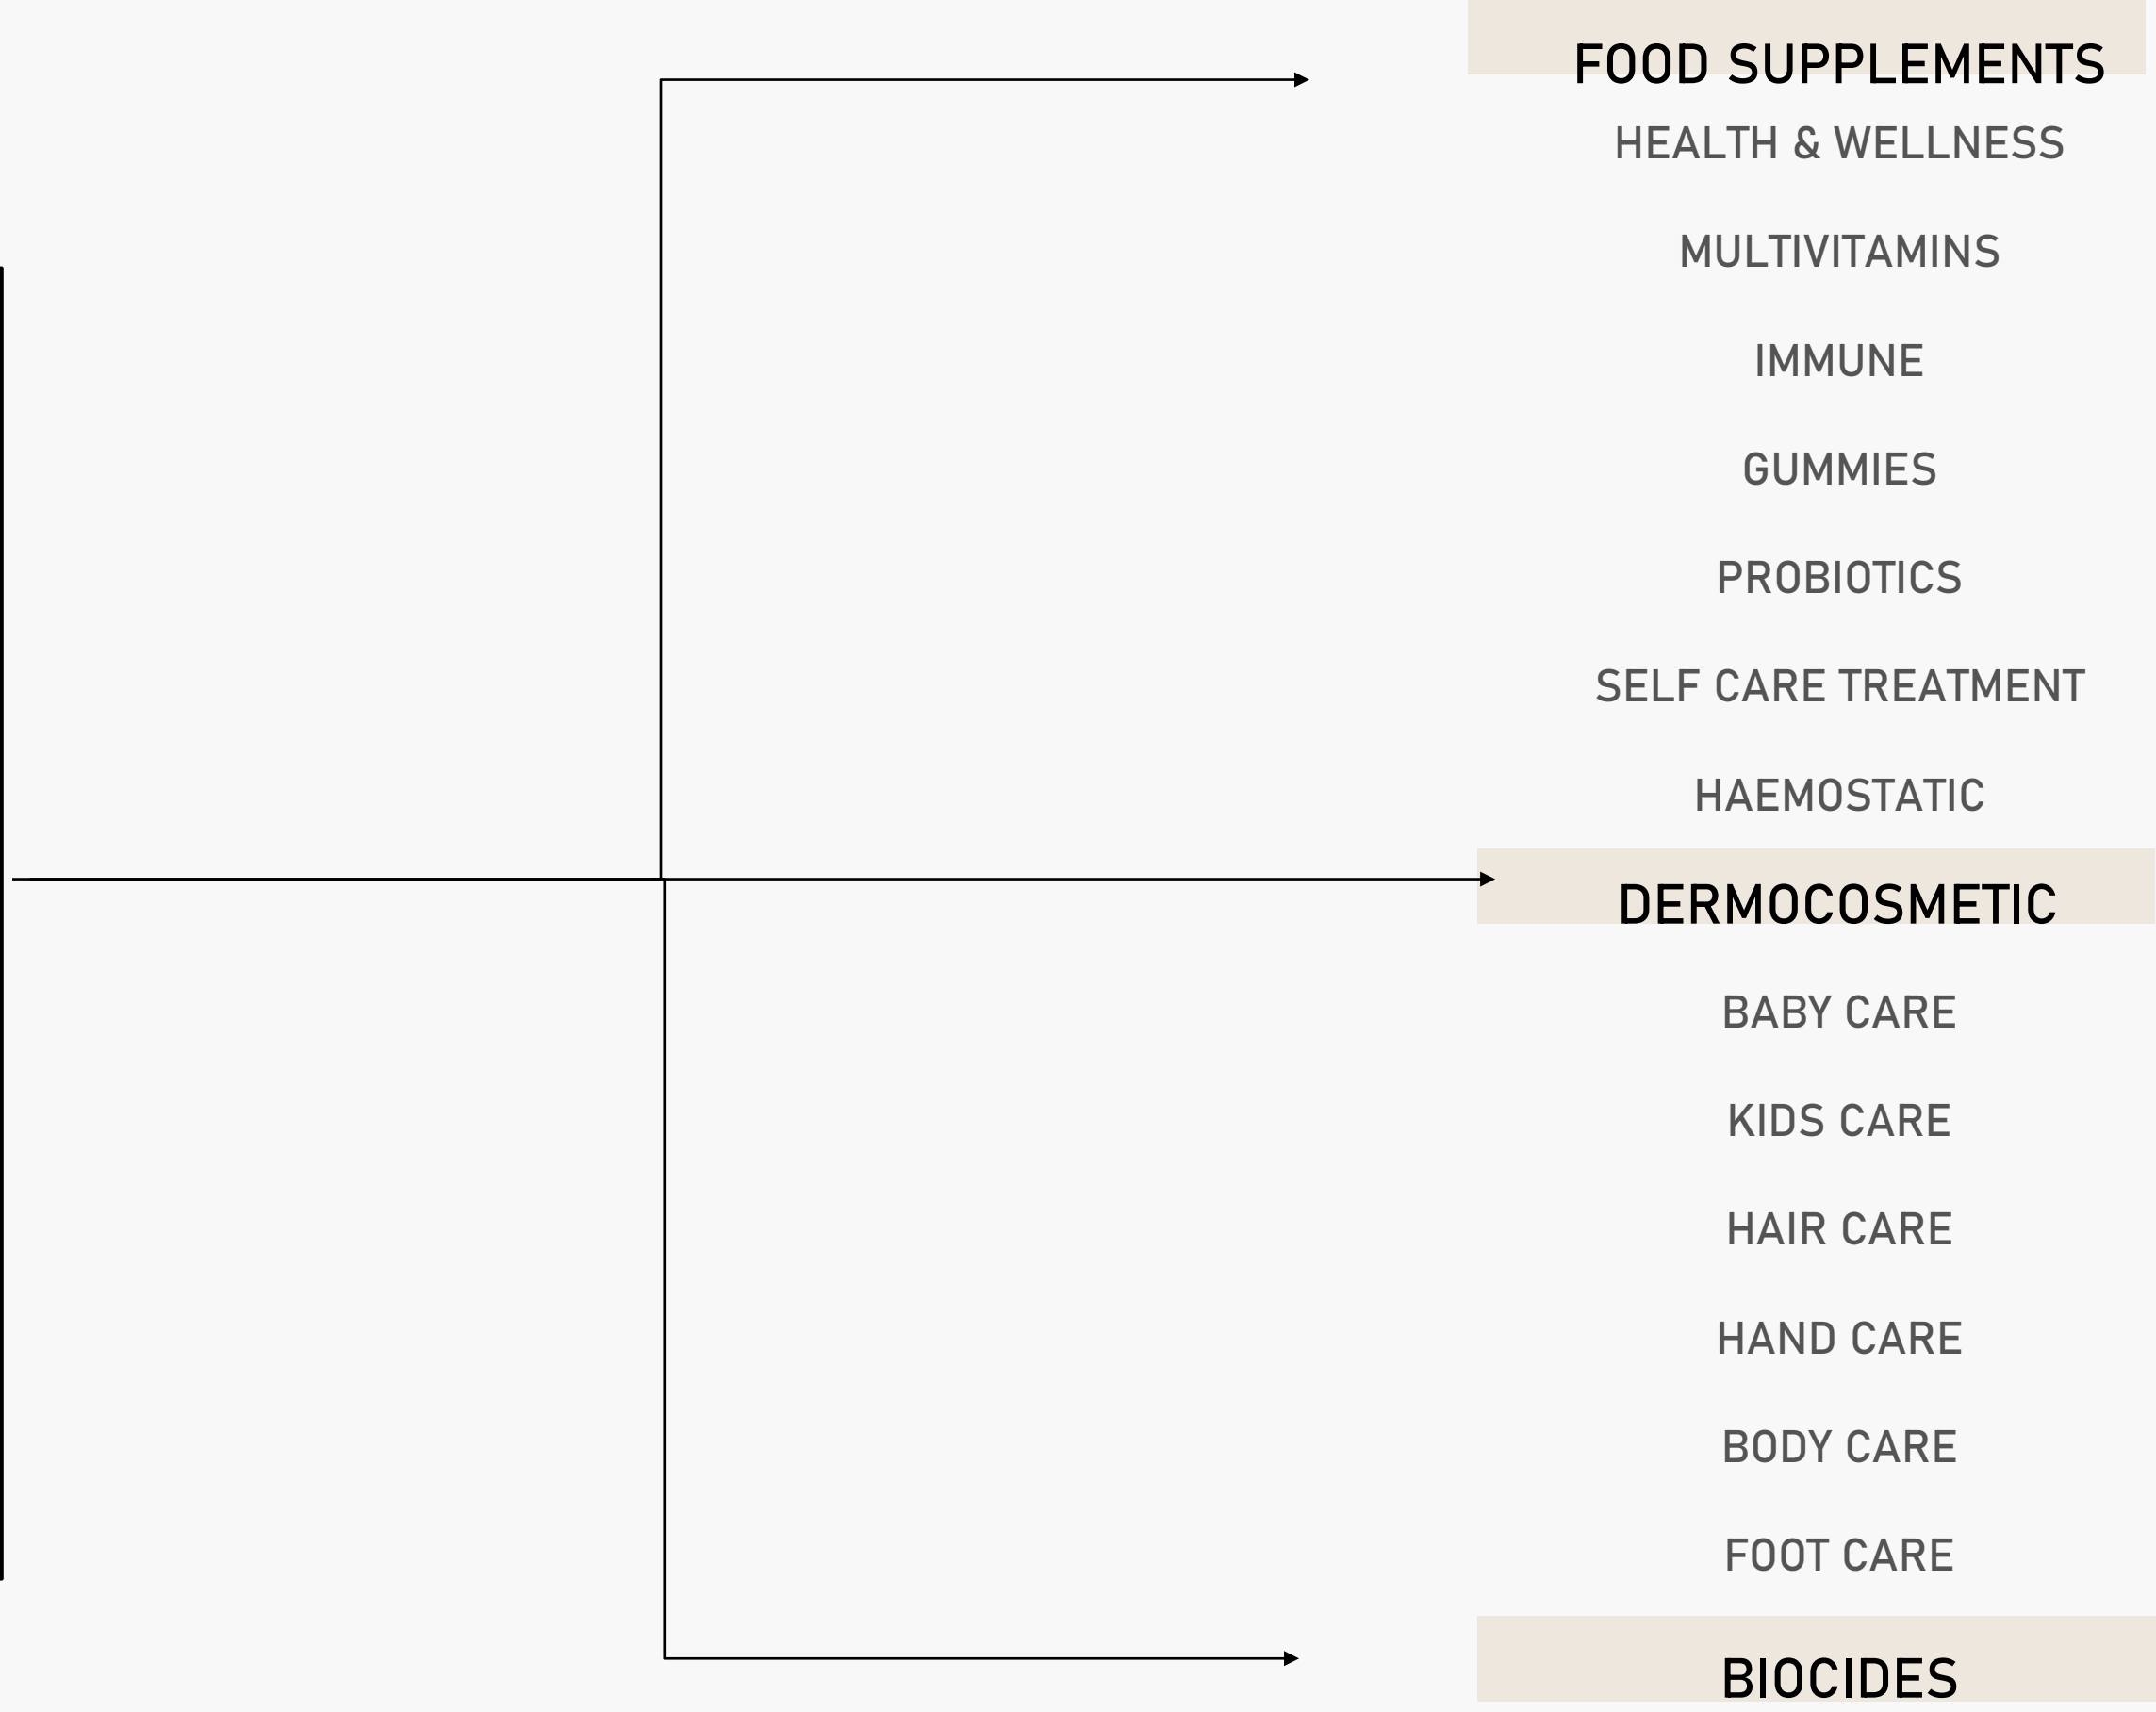 FOOD SUPPLEMENTS
HEALTH & WELLNESS
MULTIVITAMINS
IMMUNE
GUMMIES
PROBIOTICS
SELF CARE TREATMENT
HAEMOSTATIC
DERMOCOSMETIC
BABY CARE
KIDS CARE
HAIR CARE
HAND CARE
BODY CARE
FOOT CARE
BIOCIDES